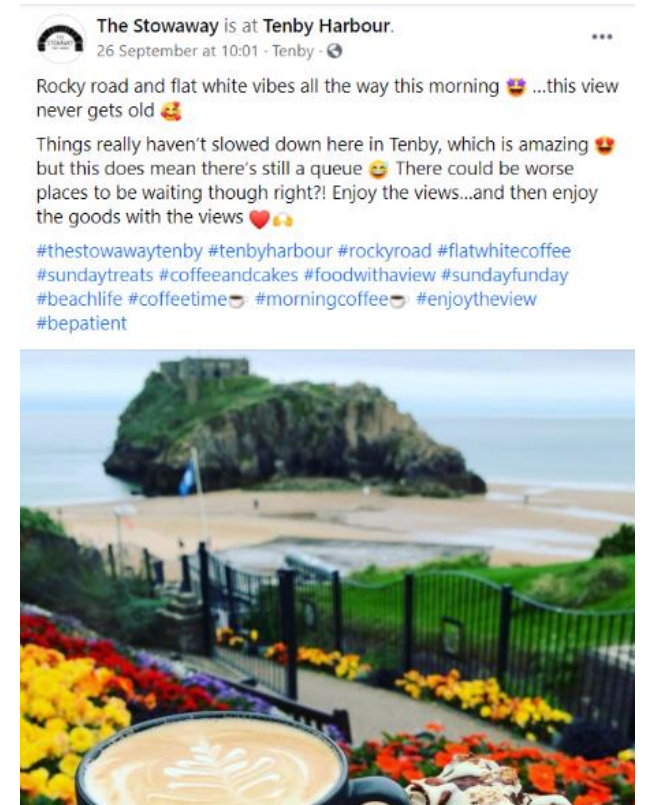 The Stowaway is at Tenby Harbour.
26 September at 10:01 · Tenby ·
Rocky road and flat white vibes all the way this morning 🤩 ...this view
never gets old 🥰
Things really haven't slowed down here in Tenby, which is amazing 😍
but this does mean there's still a queue 😅 There could be worse
places to be waiting though right?! Enjoy the views...and then enjoy
the goods with the views ❤️🙌
#thestowawaytenby #tenbyharbour #rockyroad #flatwhitecoffee
#sundaytreats #coffeeandcakes #foodwithaview #sundayfunday
#beachlife #coffeetime☕ #morningcoffee☕ #enjoytheview
#bepatient